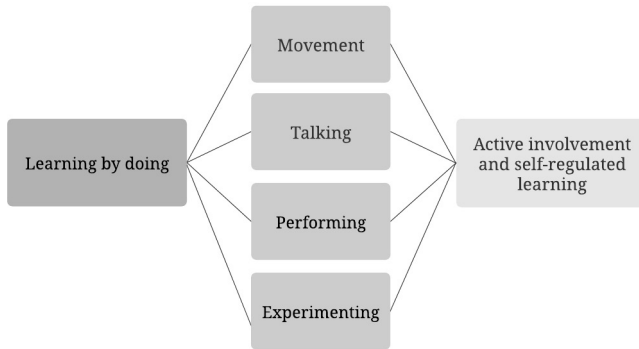 Movement
Talking
Learning by doing
Active involvement
and self-regulated
learning
Performing
Experimenting